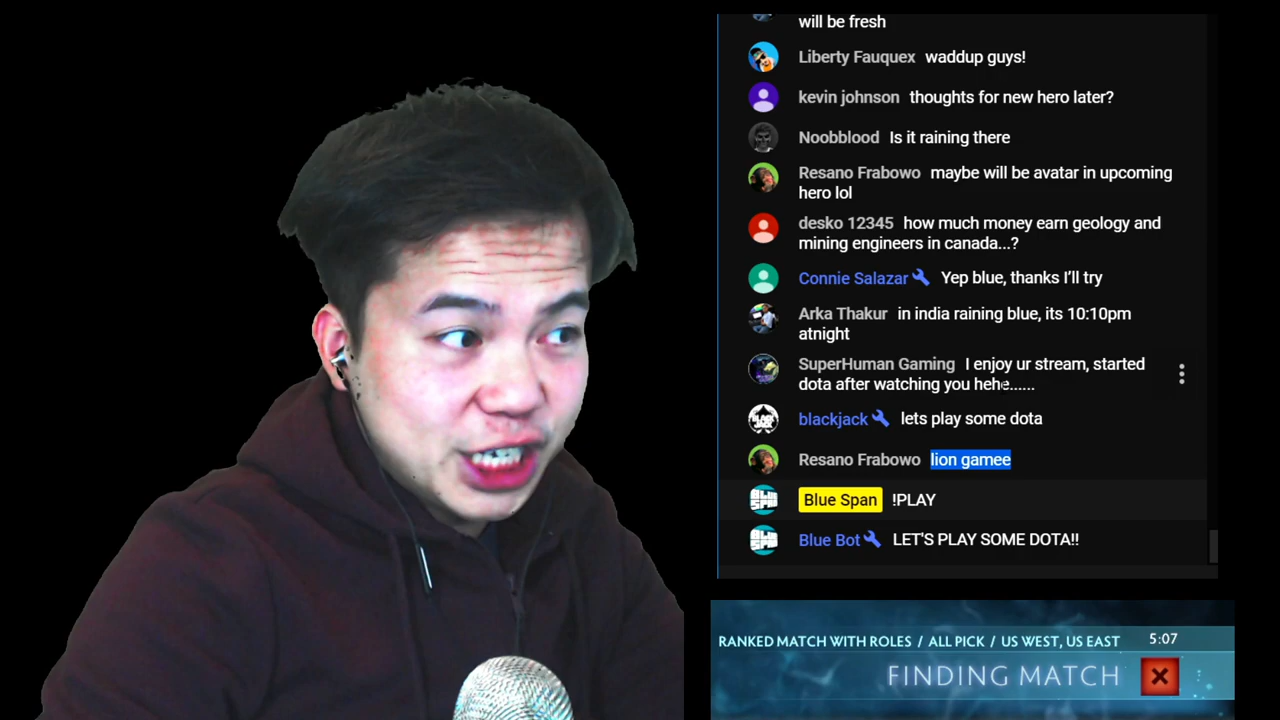 will be fresh
Liberty Fauquex waddup guys!
kevin johnson thoughts for new hero later?
Noobblood Is it raining there
Resano Frabowo maybe will be avatar in upcoming
hero lol
desko 12345 how much money earn geology and
mining engineers in canada...?
Connie Salazar Yep blue, thanks I'll try
Arka Thakur in india raining blue, its 10:10pm
atnight
SuperHuman Gaming I enjoy ur stream, started
dota after watching you hehe......
blackjack lets play some dota
Resano Frabowo lion gamee
Blue Span !PLAY
Blue Bot LET'S PLAY SOME DOTA!!
RANKED MATCH WITH ROLES / ALL PICK / US WEST, US EAST 5:07
FINDING MATCH